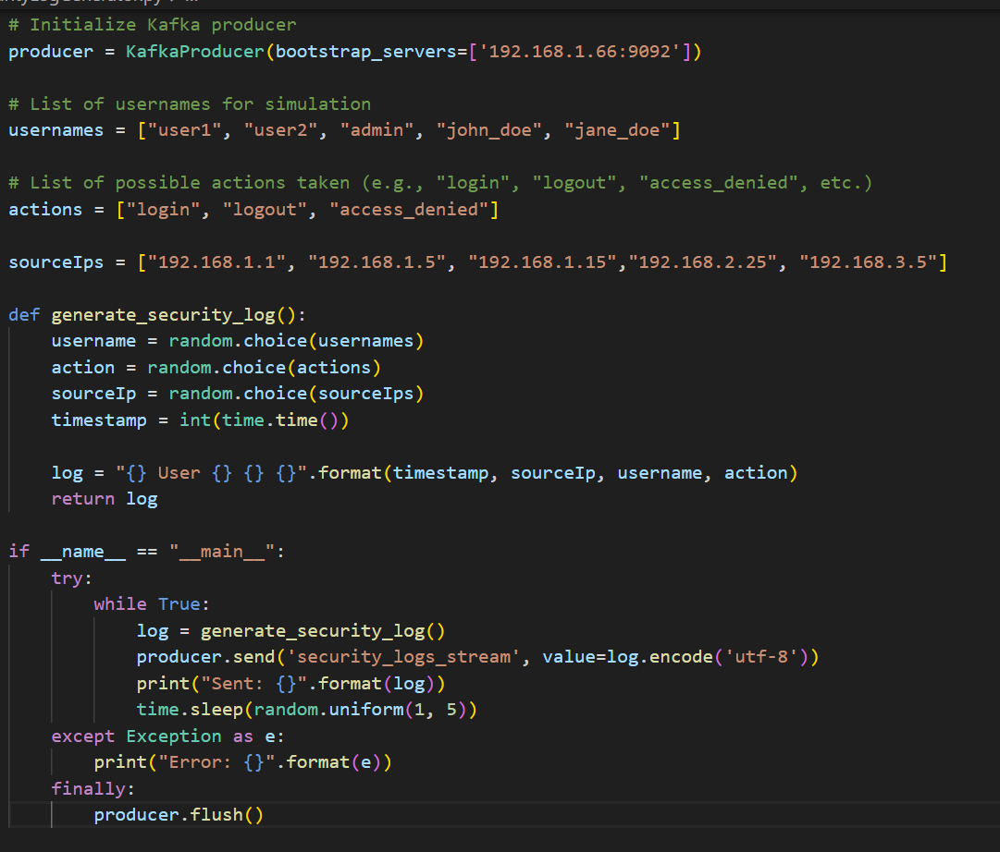 # Initialize Kafka producer
producer = KafkaProducer(bootstrap_servers=['192.168.1.66:9092'])
# List of usernames for simulation
usernames = ["user1", "user2", "admin", "john_doe", "jane_doe"]
# List of possible actions taken (e.g., "login", "logout", "access_denied", etc.)
actions = ["login", "logout", "access_denied"]
sourceIps = ["192.168.1.1", "192.168.1.5", "192.168.1.15","192.168.2.25", "192.168.3.5"]
def generate_security_log():
    username = random.choice(usernames)
    action = random.choice(actions)
    sourceIp = random.choice(sourceIps)
    timestamp = int(time.time())
    log = "{} User {} {} {}".format(timestamp, sourceIp, username, action)
    return log
if __name__ == "__main__":
    try:
        while True:
            log = generate_security_log()
            producer.send('security_logs_stream', value=log.encode('utf-8'))
            print("Sent: {}".format(log))
            time.sleep(random.uniform(1, 5))
    except Exception as e:
        print("Error: {}".format(e))
    finally:
        producer.flush()